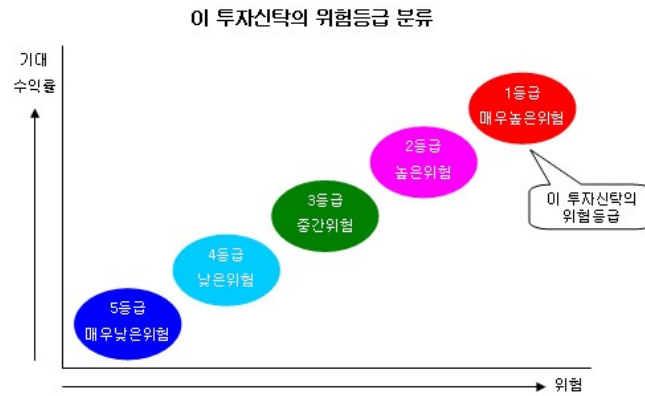 이 투자신탁의 위험등급 분류
기대
수익률
1등급
매우높은위험
2등급
높은위험
이 투자신탁의
위험등급
3등급
중간위험
4등급
낮은위험
5등급
매우낮은위험
위험